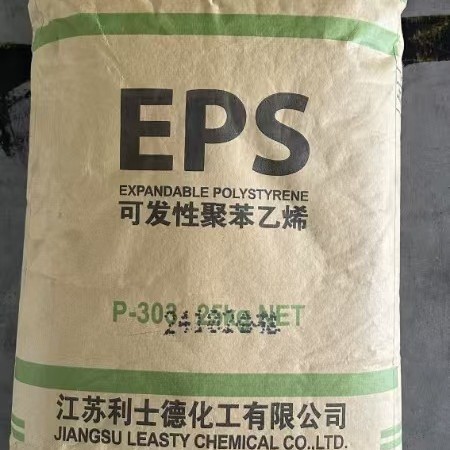 EPS
EXPANDABLE POLYSTYRENE
可发性聚苯乙烯
P-303 25kg NET
江苏利士德化工有限公司
JIANGSU LEASTY CHEMICAL CO.,LTD.